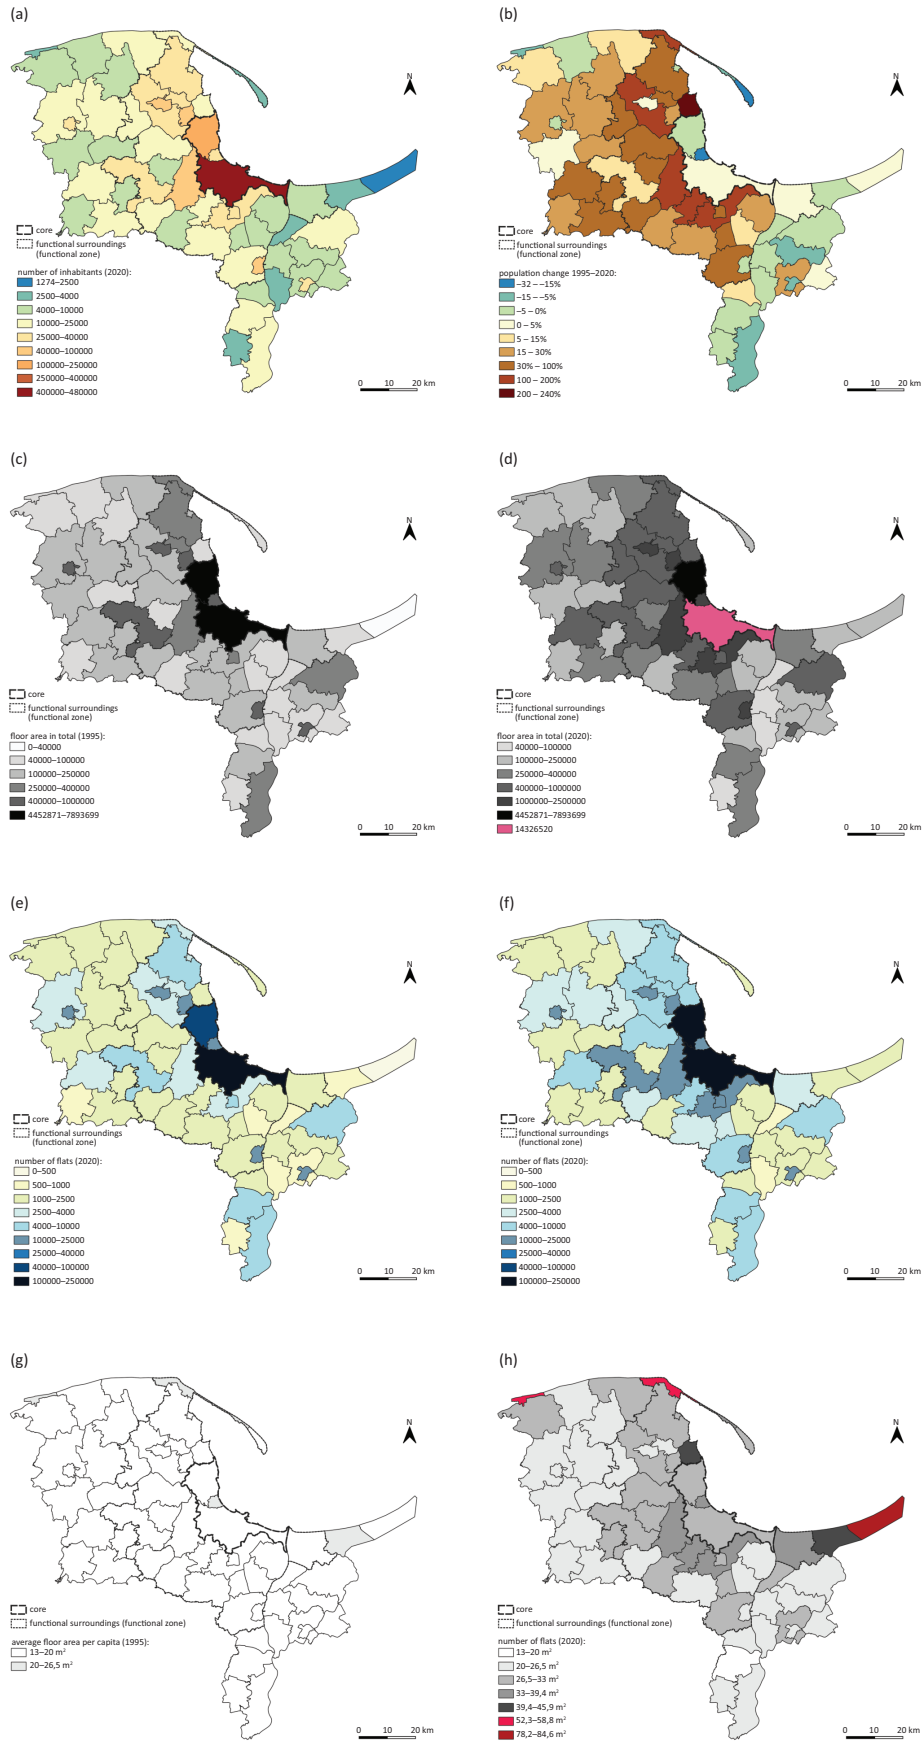 (a)
N
core
functional surroundings
(functional zone)
number of inhabitants (2020):
1274–2500
2500–4000
4000–10000
10000–25000
25000–40000
40000–100000
100000–250000
250000–400000
400000–480000
0 10 20 km
(b)
N
core
functional surroundings
(functional zone)
population change 1995–2020:
–32 – –15%
–15 – –5%
–5 – 0%
0 – 5%
5 – 15%
15 – 30%
30% – 100%
100 – 200%
200 – 240%
0 10 20 km
(c)
N
core
functional surroundings
(functional zone)
floor area in total (1995):
0–40000
40000–100000
100000–250000
250000–400000
400000–1000000
4452871–7893699
0 10 20 km
(d)
N
core
functional surroundings
(functional zone)
floor area in total (2020):
40000–100000
100000–250000
250000–400000
400000–1000000
1000000–2500000
4452871–7893699
14326520
0 10 20 km
(e)
N
core
functional surroundings
(functional zone)
number of flats (2020):
0–500
500–1000
1000–2500
2500–4000
4000–10000
10000–25000
25000–40000
40000–100000
100000–250000
0 10 20 km
(f)
N
core
functional surroundings
(functional zone)
number of flats (2020):
0–500
500–1000
1000–2500
2500–4000
4000–10000
10000–25000
25000–40000
40000–100000
100000–250000
0 10 20 km
(g)
N
core
functional surroundings (functional zone)
average floor area per capita (1995):
13–20 m²
20–26,5 m²
0 10 20 km
(h)
N
core
functional surroundings (functional zone)
number of flats (2020):
13–20 m²
20–26,5 m²
26,5–33 m²
33–39,4 m²
39,4–45,9 m²
52,3–58,8 m²
78,2–84,6 m²
0 10 20 km